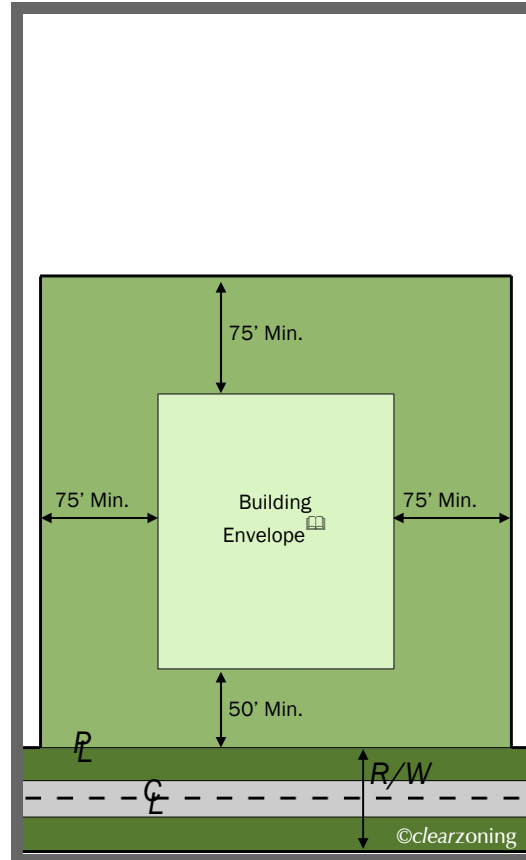 75’ Min.
75’ Min.
Building
Envelope
75’ Min.
50’ Min.
PL
CL
R/W
©clearzoning